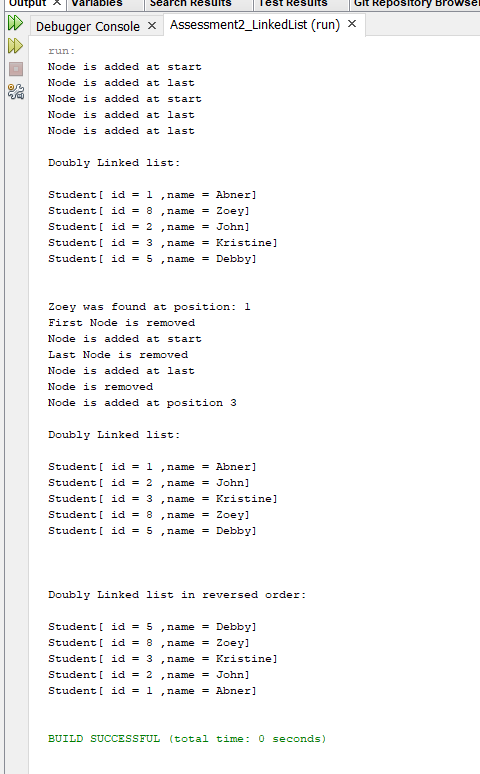 Output × Variables Search Results Test Results Git Repository Browser
Debugger Console × Assessment2_LinkedList (run) ×
run:
Node is added at start
Node is added at last
Node is added at start
Node is added at last
Node is added at last
Doubly Linked list:
Student[ id = 1 ,name = Abner]
Student[ id = 8 ,name = Zoey]
Student[ id = 2 ,name = John]
Student[ id = 3 ,name = Kristine]
Student[ id = 5 ,name = Debby]
Zoey was found at position: 1
First Node is removed
Node is added at start
Last Node is removed
Node is added at last
Node is removed
Node is added at position 3
Doubly Linked list:
Student[ id = 1 ,name = Abner]
Student[ id = 2 ,name = John]
Student[ id = 3 ,name = Kristine]
Student[ id = 8 ,name = Zoey]
Student[ id = 5 ,name = Debby]
Doubly Linked list in reversed order:
Student[ id = 5 ,name = Debby]
Student[ id = 8 ,name = Zoey]
Student[ id = 3 ,name = Kristine]
Student[ id = 2 ,name = John]
Student[ id = 1 ,name = Abner]
BUILD SUCCESSFUL (total time: 0 seconds)